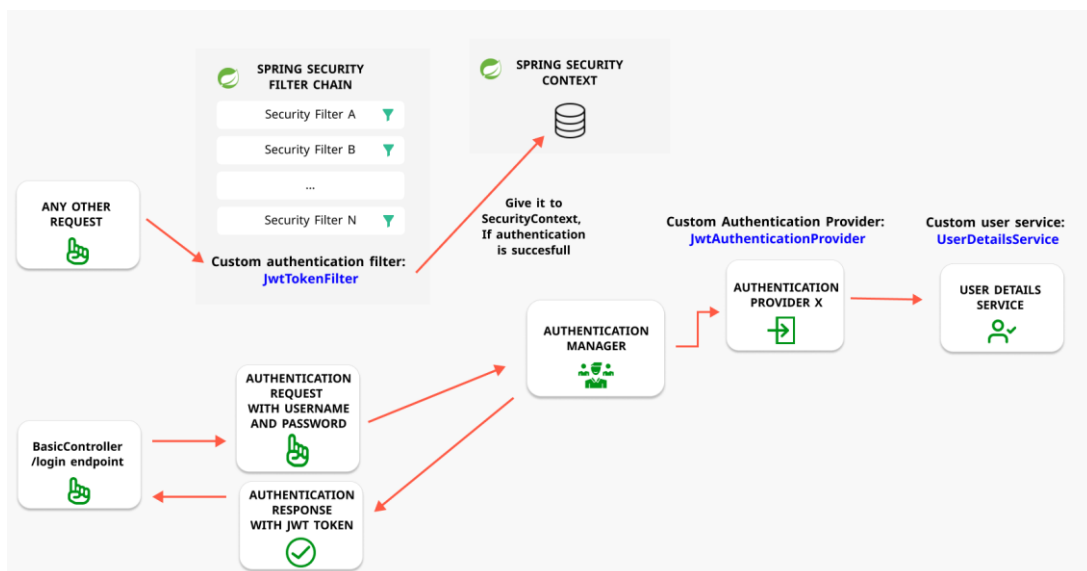 SPRING SECURITY
FILTER CHAIN
Security Filter A
Security Filter B
...
Security Filter N
Custom authentication filter:
JwtTokenFilter
SPRING SECURITY
CONTEXT
Give it to
SecurityContext,
If authentication
is succesfull
ANY OTHER
REQUEST
Custom Authentication Provider:
JwtAuthenticationProvider
Custom user service:
UserDetailsService
AUTHENTICATION
PROVIDER X
USER DETAILS
SERVICE
AUTHENTICATION
MANAGER
AUTHENTICATION
REQUEST
WITH USERNAME
AND PASSWORD
BasicController
/login endpoint
AUTHENTICATION
RESPONSE
WITH JWT TOKEN